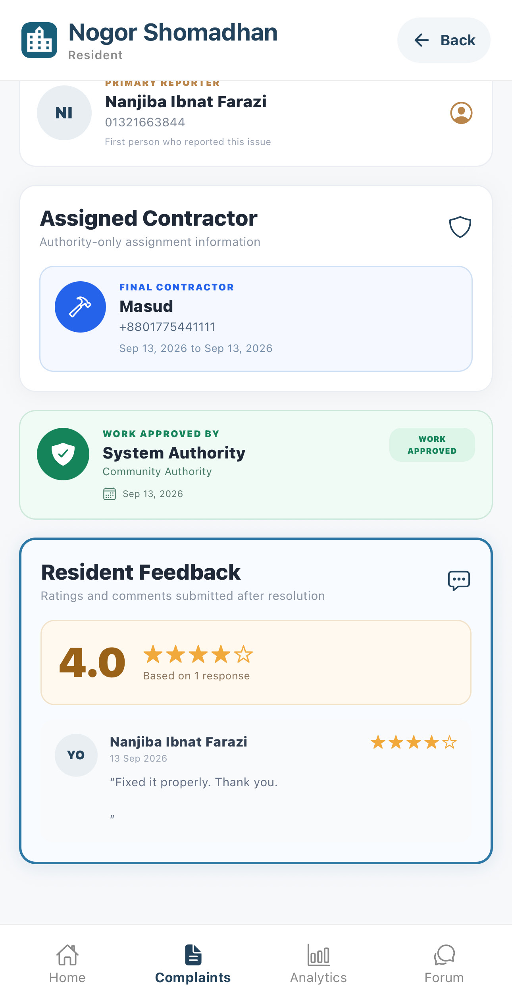 Nogor Shomadhan
Resident
Back
PRIMARY REPORTER
NI
Nanjiba Ibnat Farazi
01321663844
First person who reported this issue
Assigned Contractor
Authority-only assignment information
FINAL CONTRACTOR
Masud
+8801775441111
Sep 13, 2026 to Sep 13, 2026
WORK APPROVED BY
System Authority
Community Authority
Sep 13, 2026
WORK
APPROVED
Resident Feedback
Ratings and comments submitted after resolution
4.0
Based on 1 response
YO
Nanjiba Ibnat Farazi
13 Sep 2026
“Fixed it properly. Thank you.
”
Home
Complaints
Analytics
Forum